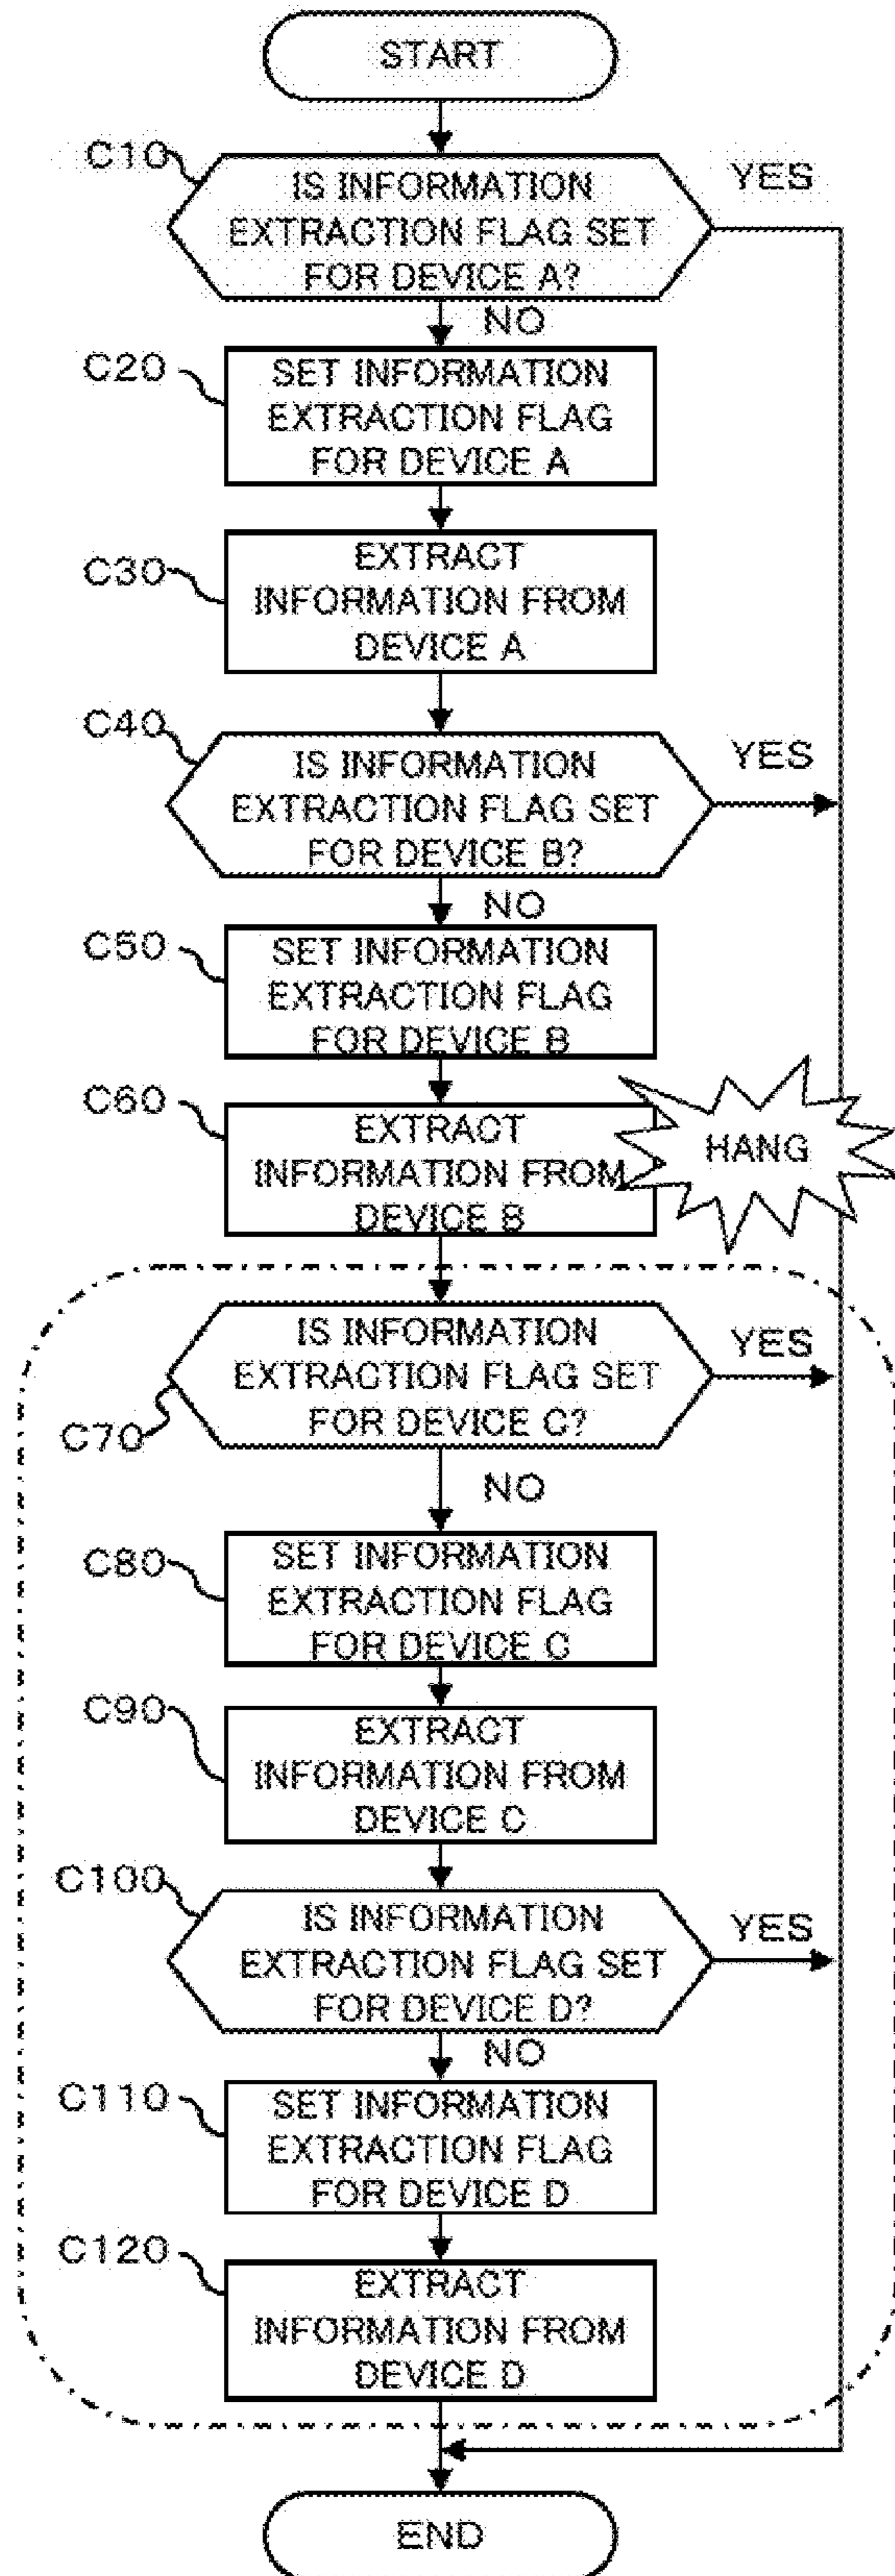 START
C10
IS INFORMATION
EXTRACTION FLAG SET
FOR DEVICE A?
YES
NO
C20
SET INFORMATION
EXTRACTION FLAG
FOR DEVICE A
C30
EXTRACT
INFORMATION FROM
DEVICE A
C40
IS INFORMATION
EXTRACTION FLAG SET
FOR DEVICE B?
YES
NO
C50
SET INFORMATION
EXTRACTION FLAG
FOR DEVICE B
C60
EXTRACT
INFORMATION FROM
DEVICE B
HANG
IS INFORMATION
EXTRACTION FLAG SET
FOR DEVICE C?
YES
C70
NO
C80
SET INFORMATION
EXTRACTION FLAG
FOR DEVICE C
C90
EXTRACT
INFORMATION FROM
DEVICE C
C100
IS INFORMATION
EXTRACTION FLAG SET
FOR DEVICE D?
YES
NO
C110
SET INFORMATION
EXTRACTION FLAG
FOR DEVICE D
C120
EXTRACT
INFORMATION FROM
DEVICE D
END